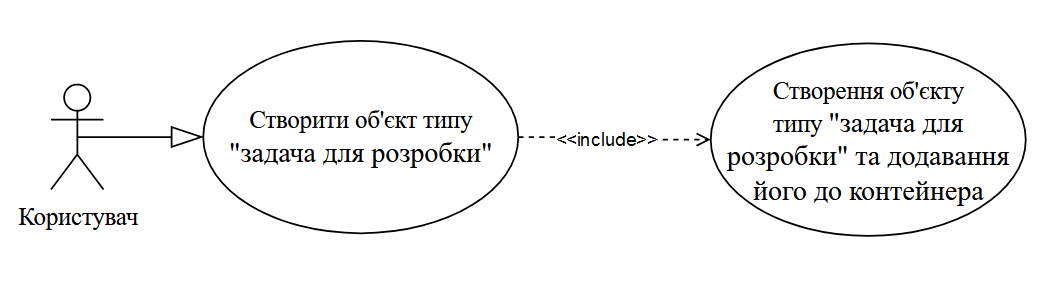 Користувач
Створити об'єкт типу
"задача для розробки"
<<include>>
Створення об'єкту
типу "задача для
розробки" та додавання
його до контейнера